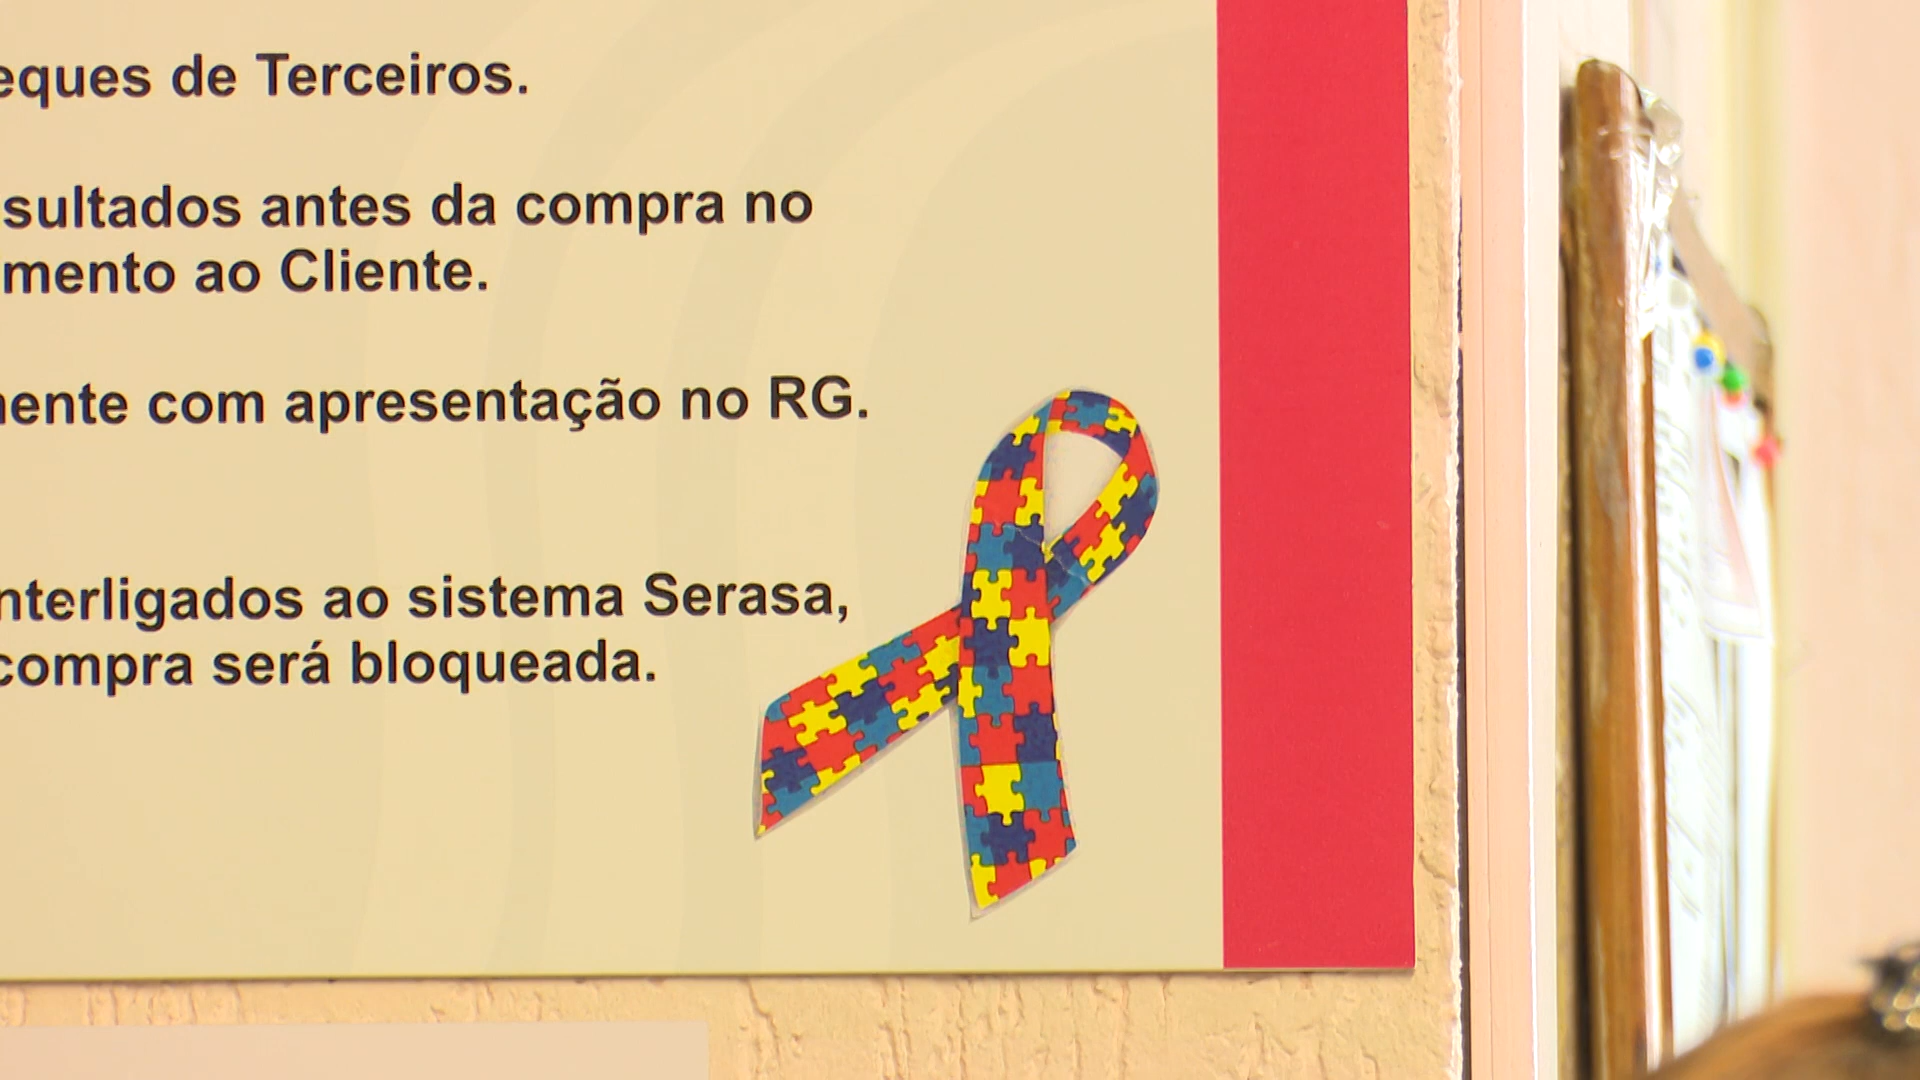 eques de Terceiros.
sultados antes da compra no
mento ao Cliente.
ente com apresentação no RG.
nterligados ao sistema Serasa,
compra será bloqueada.